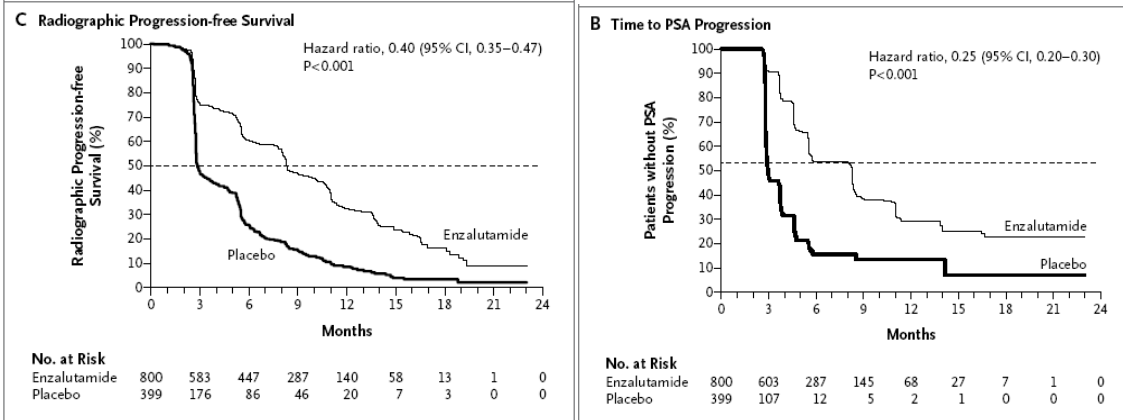 C Radiographic Progression-free Survival
Hazard ratio, 0.40 (95% CI, 0.35–0.47)
P<0.001
Radiographic Progression-free
Survival (%)
100
90
80
70
60
50
40
30
20
10
0
Enzalutamide
Placebo
0 3 6 9 12 15 18 21 24
Months
No. at Risk
Enzalutamide 800 583 447 287 140 58 13 1 0
Placebo 399 176 86 46 20 7 3 0 0
B Time to PSA Progression
Hazard ratio, 0.25 (95% CI, 0.20–0.30)
P<0.001
Patients without PSA
Progression (%)
100
90
80
70
60
50
40
30
20
10
0
Enzalutamide
Placebo
0 3 6 9 12 15 18 21 24
Months
No. at Risk
Enzalutamide 800 603 287 145 68 27 7 1 0
Placebo 399 107 12 5 2 1 0 0 0